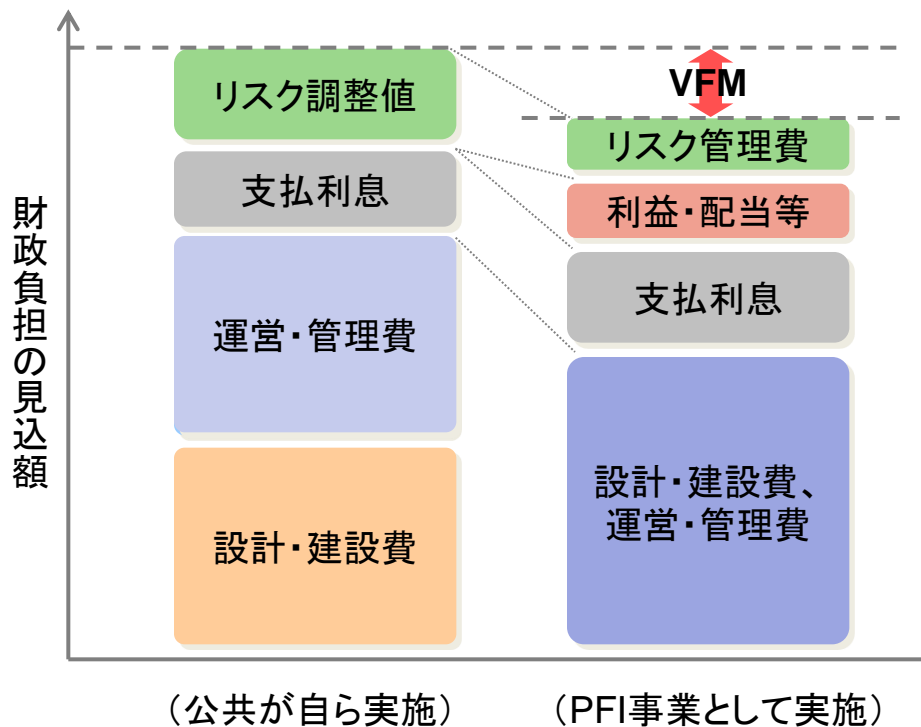 財政負担の見込額
リスク調整値
支払利息
運営・管理費
設計・建設費
(公共が自ら実施)
VFM
リスク管理費
利益・配当等
支払利息
設計・建設費、
運営・管理費
(PFI事業として実施)